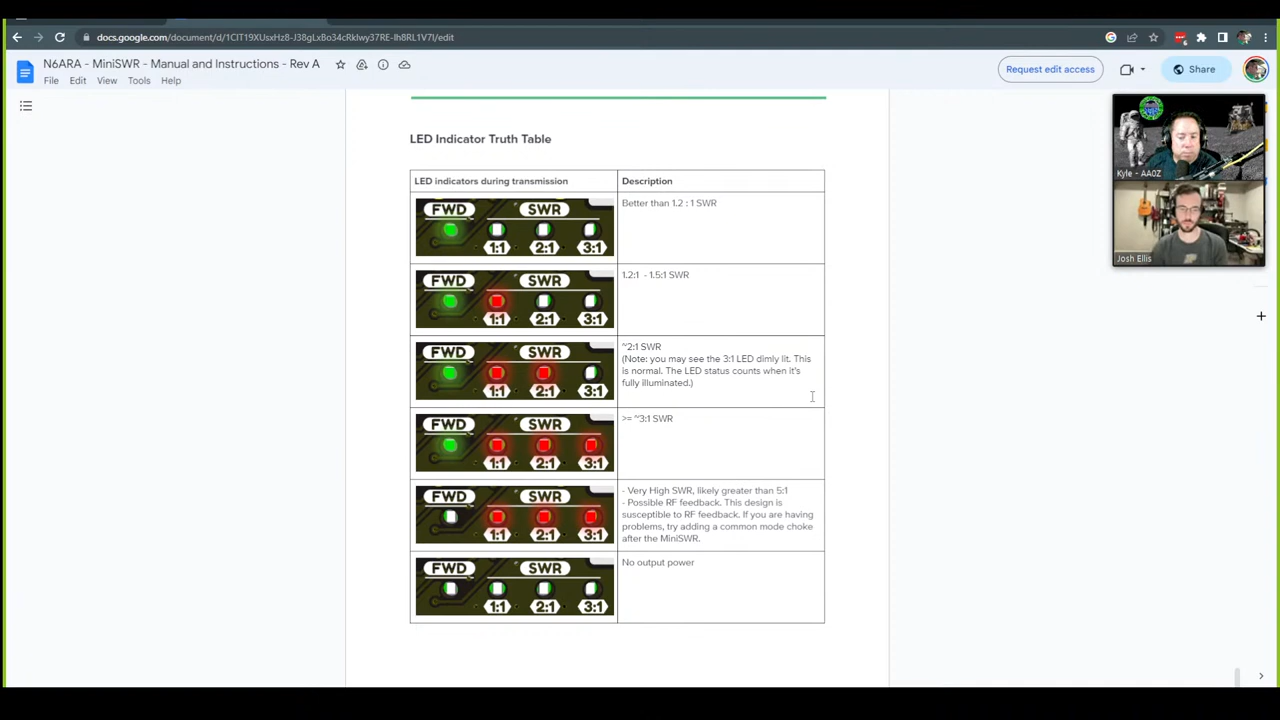 docs.google.com/document/d/1CIT19XUsxHz8-J38gLxBo34cRklwy37RE-Ih8RL1V7I/edit
N6ARA - MiniSWR - Manual and Instructions - Rev A
File Edit View Tools Help
Request edit access
Share
LED Indicator Truth Table
LED indicators during transmission
Description
FWD SWR
1:1 2:1 3:1
Better than 1.2 : 1 SWR
FWD SWR
1:1 2:1 3:1
1.2:1 - 1.5:1 SWR
FWD SWR
1:1 2:1 3:1
~2:1 SWR
(Note: you may see the 3:1 LED dimly lit. This
is normal. The LED status counts when it's
fully illuminated.)
FWD SWR
1:1 2:1 3:1
>= ~3:1 SWR
FWD SWR
1:1 2:1 3:1
- Very High SWR, likely greater than 5:1
- Possible RF feedback. This design is
susceptible to RF feedback. If you are having
problems, try adding a common mode choke
after the MiniSWR.
FWD SWR
1:1 2:1 3:1
No output power
Kyle - AA0Z
Josh Ellis